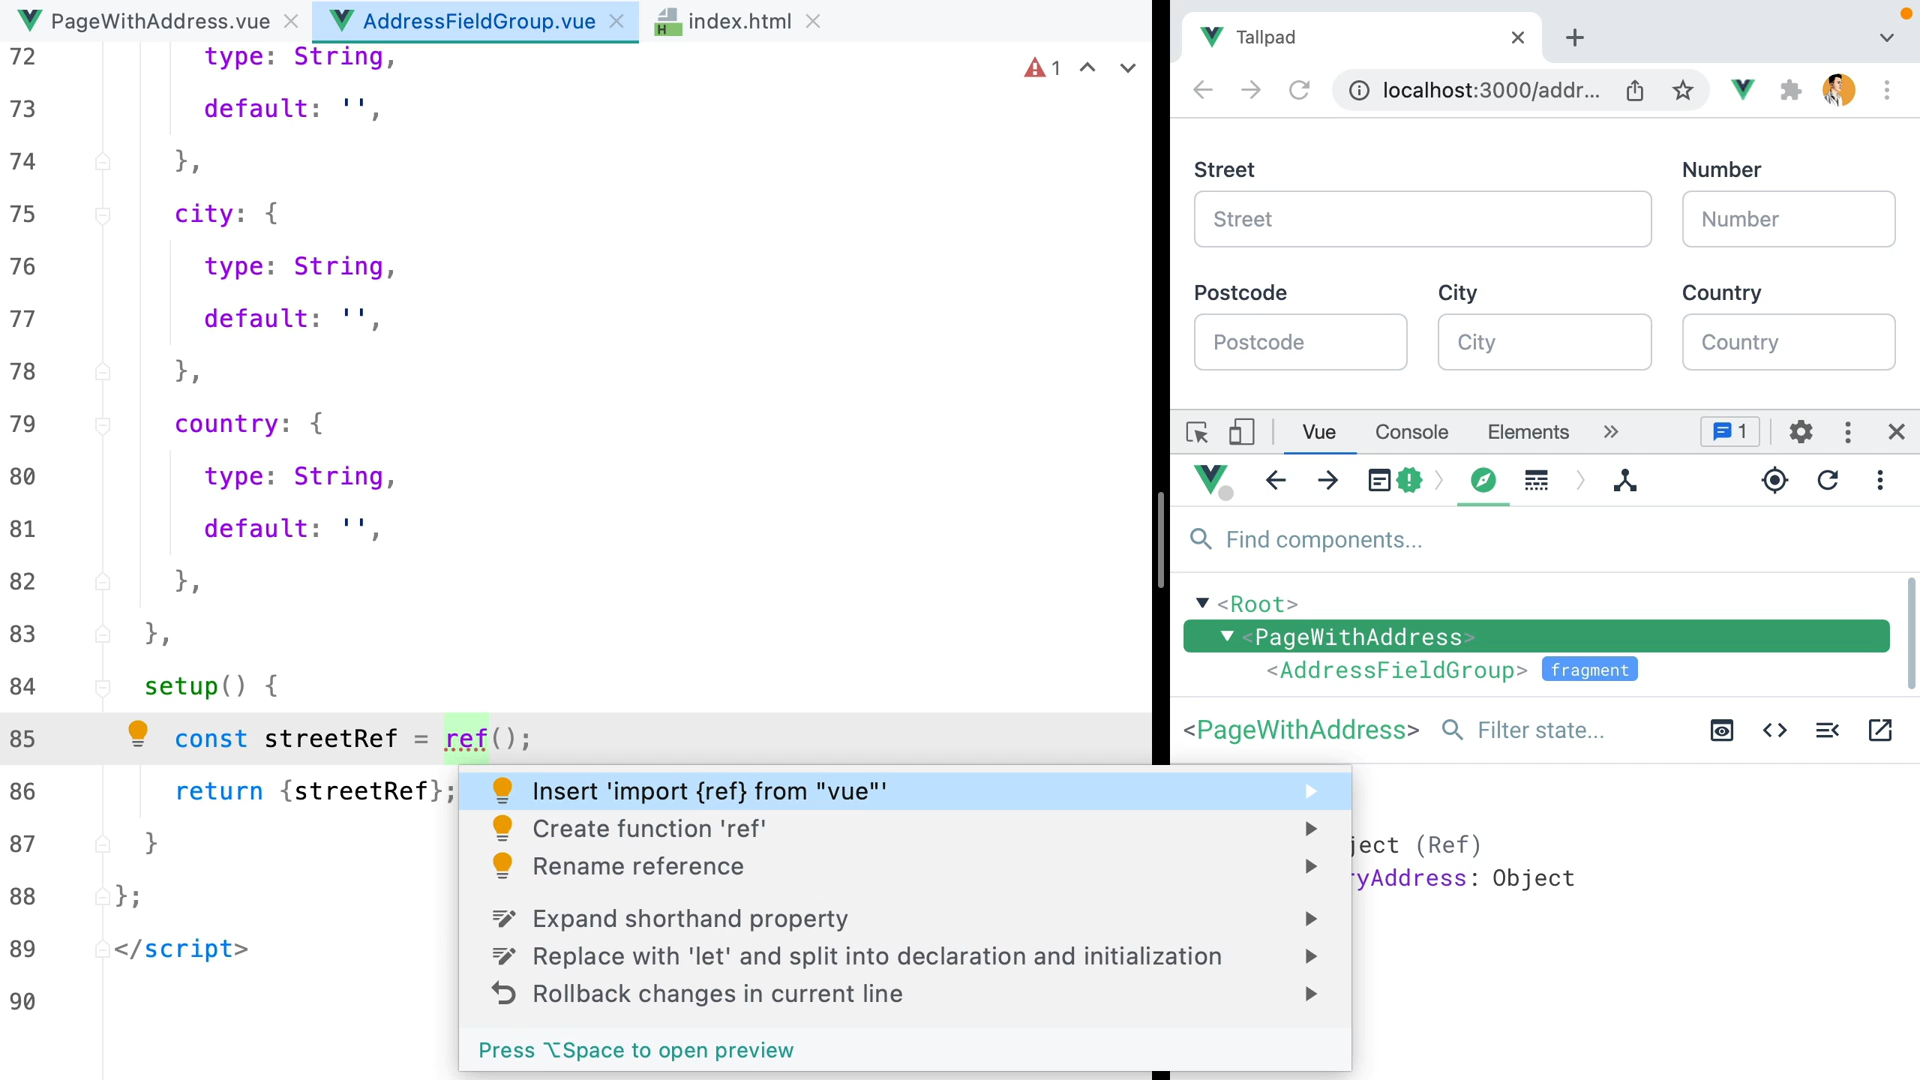 PageWithAddress.vue
AddressFieldGroup.vue
index.html
72 type: String,
73 default: '',
74 },
75 city: {
76 type: String,
77 default: '',
78 },
79 country: {
80 type: String,
81 default: '',
82 },
83 },
84 setup() {
85 const streetRef = ref();
86 return {streetRef};
87 }
88 };
89 </script>
90
1
Insert 'import {ref} from "vue"'
Create function 'ref'
Rename reference
Expand shorthand property
Replace with 'let' and split into declaration and initialization
Rollback changes in current line
Press ⌥Space to open preview
Tallpad
localhost:3000/addr...
Street Number
Street Number
Postcode City Country
Postcode City Country
Vue Console Elements 1
Find components...
<Root>
<PageWithAddress>
<AddressFieldGroup> fragment
<PageWithAddress> Filter state...
ject (Ref)
ryAddress: Object